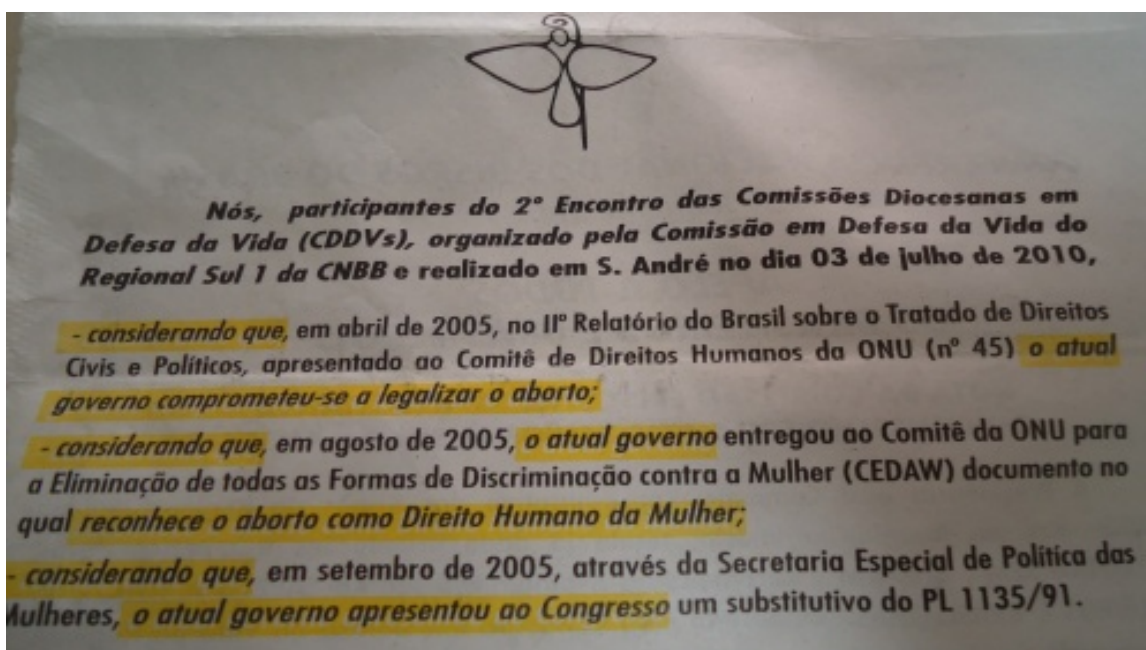 Nós, participantes do 2º Encontro das Comissões Diocesanas em
Defesa da Vida (CDDVs), organizado pela Comissão em Defesa da Vida do
Regional Sul 1 da CNBB e realizado em S. André no dia 03 de julho de 2010,
- considerando que, em abril de 2005, no IIº Relatório do Brasil sobre o Tratado de Direitos
Civis e Políticos, apresentado ao Comitê de Direitos Humanos da ONU (nº 45) o atual
governo comprometeu-se a legalizar o aborto;
- considerando que, em agosto de 2005, o atual governo entregou ao Comitê da ONU para
a Eliminação de todas as Formas de Discriminação contra a Mulher (CEDAW) documento no
qual reconhece o aborto como Direito Humano da Mulher;
- considerando que, em setembro de 2005, através da Secretaria Especial de Política das
Mulheres, o atual governo apresentou ao Congresso um substitutivo do PL 1135/91.